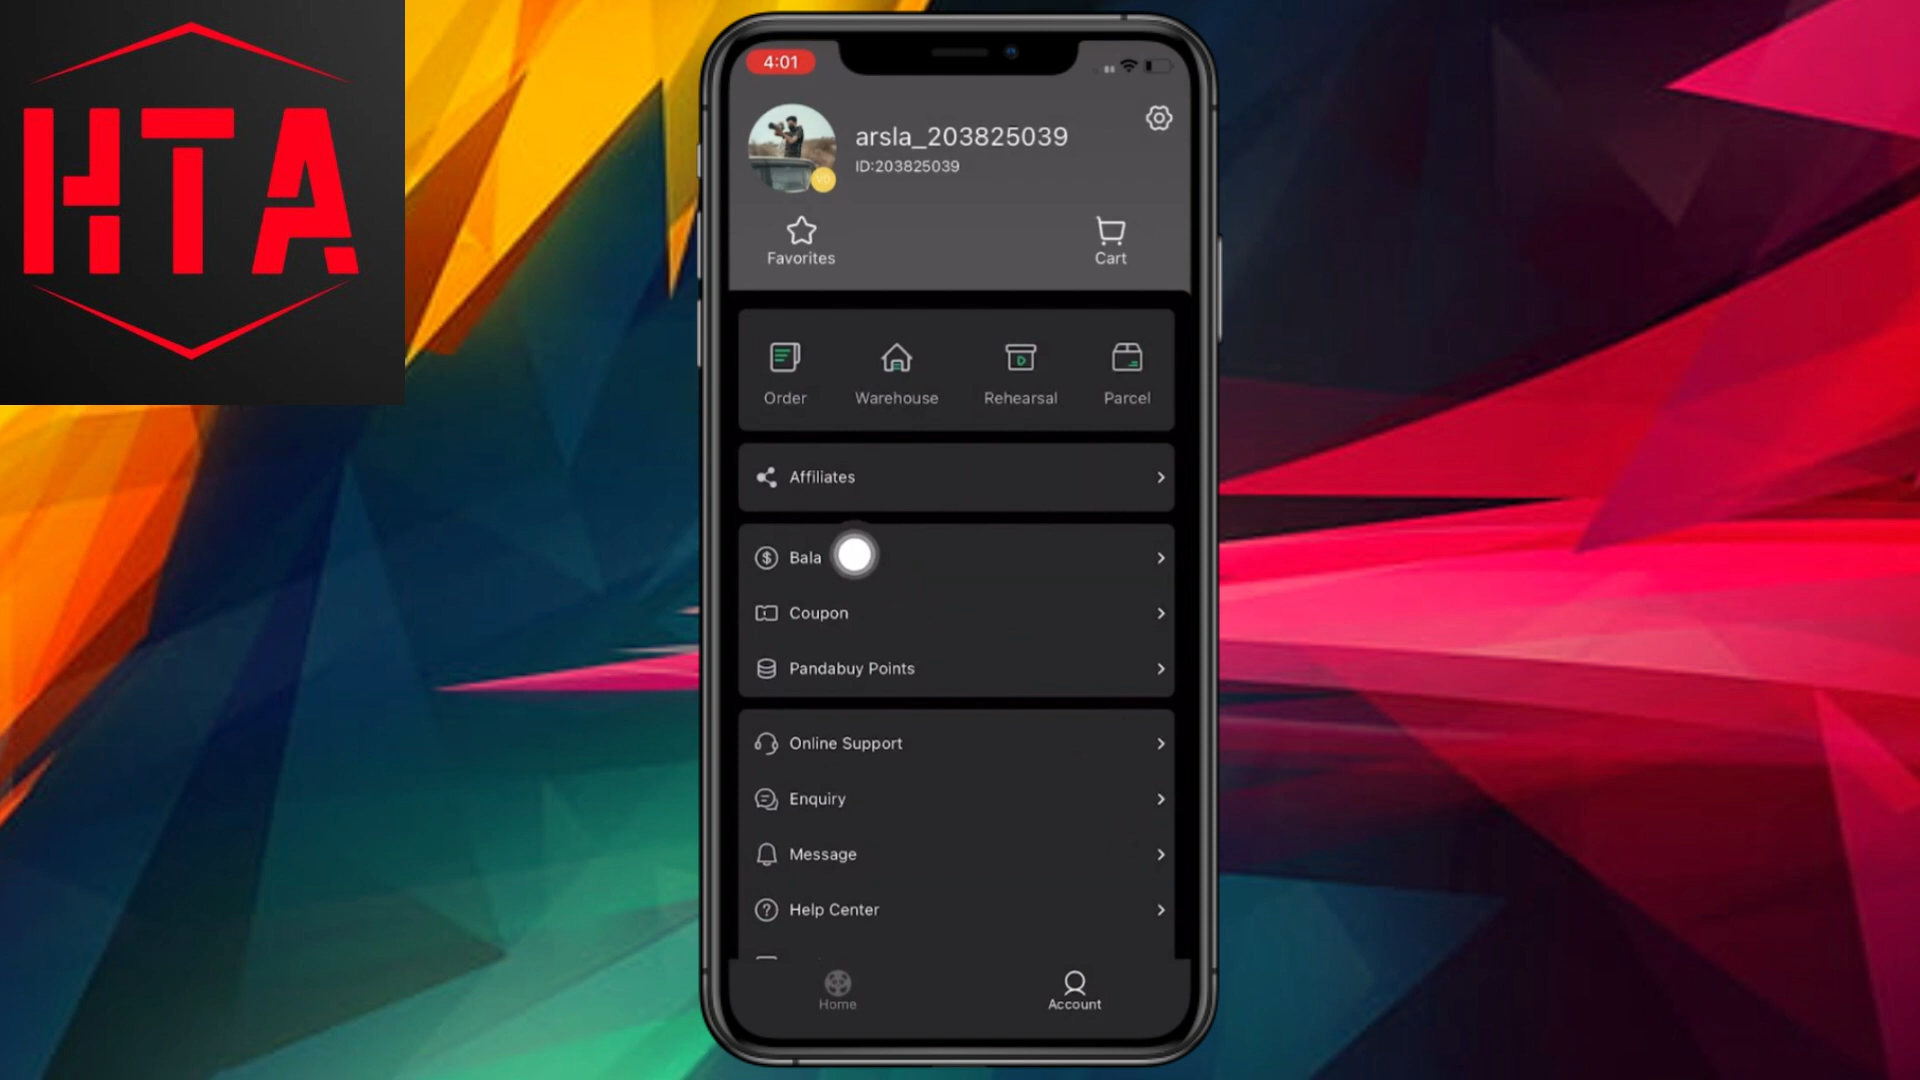 HTA
4:01
arsla_203825039
ID:203825039
V0
Favorites
Cart
Order
Warehouse
Rehearsal
Parcel
Affiliates
Bala
Coupon
Pandabuy Points
Online Support
Enquiry
Message
Help Center
Home
Account